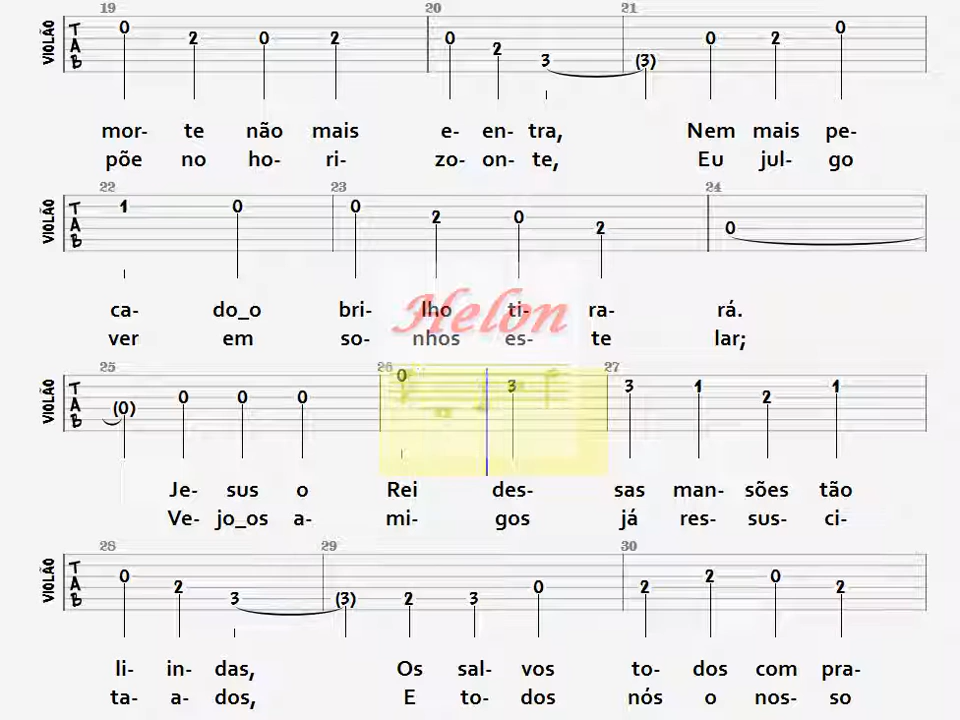 19 20 21
VIOLÃO T A B 0 2 0 2 0 2 3 (3) 0 2 0
mor- te não mais e- en- tra, Nem mais pe-
põe no ho- ri- zo- on- te, Eu jul- go
22 23 24
VIOLÃO T A B 1 0 0 2 0 2 0
ca- do_o bri- lho ti- ra- rá.
ver em so- nhos es- te lar;
Helon
25 26 27
VIOLÃO T A B (0) 0 0 0 0 3 3 1 2 1
Je- sus o Rei des- sas man- sões tão
Ve- jo_os a- mi- gos já res- sus- ci-
28 29 30
VIOLÃO T A B 0 2 3 (3) 2 3 0 2 2 0 2
li- in- das, Os sal- vos to- dos com pra-
ta- a- dos, E to- dos nós o nos- so